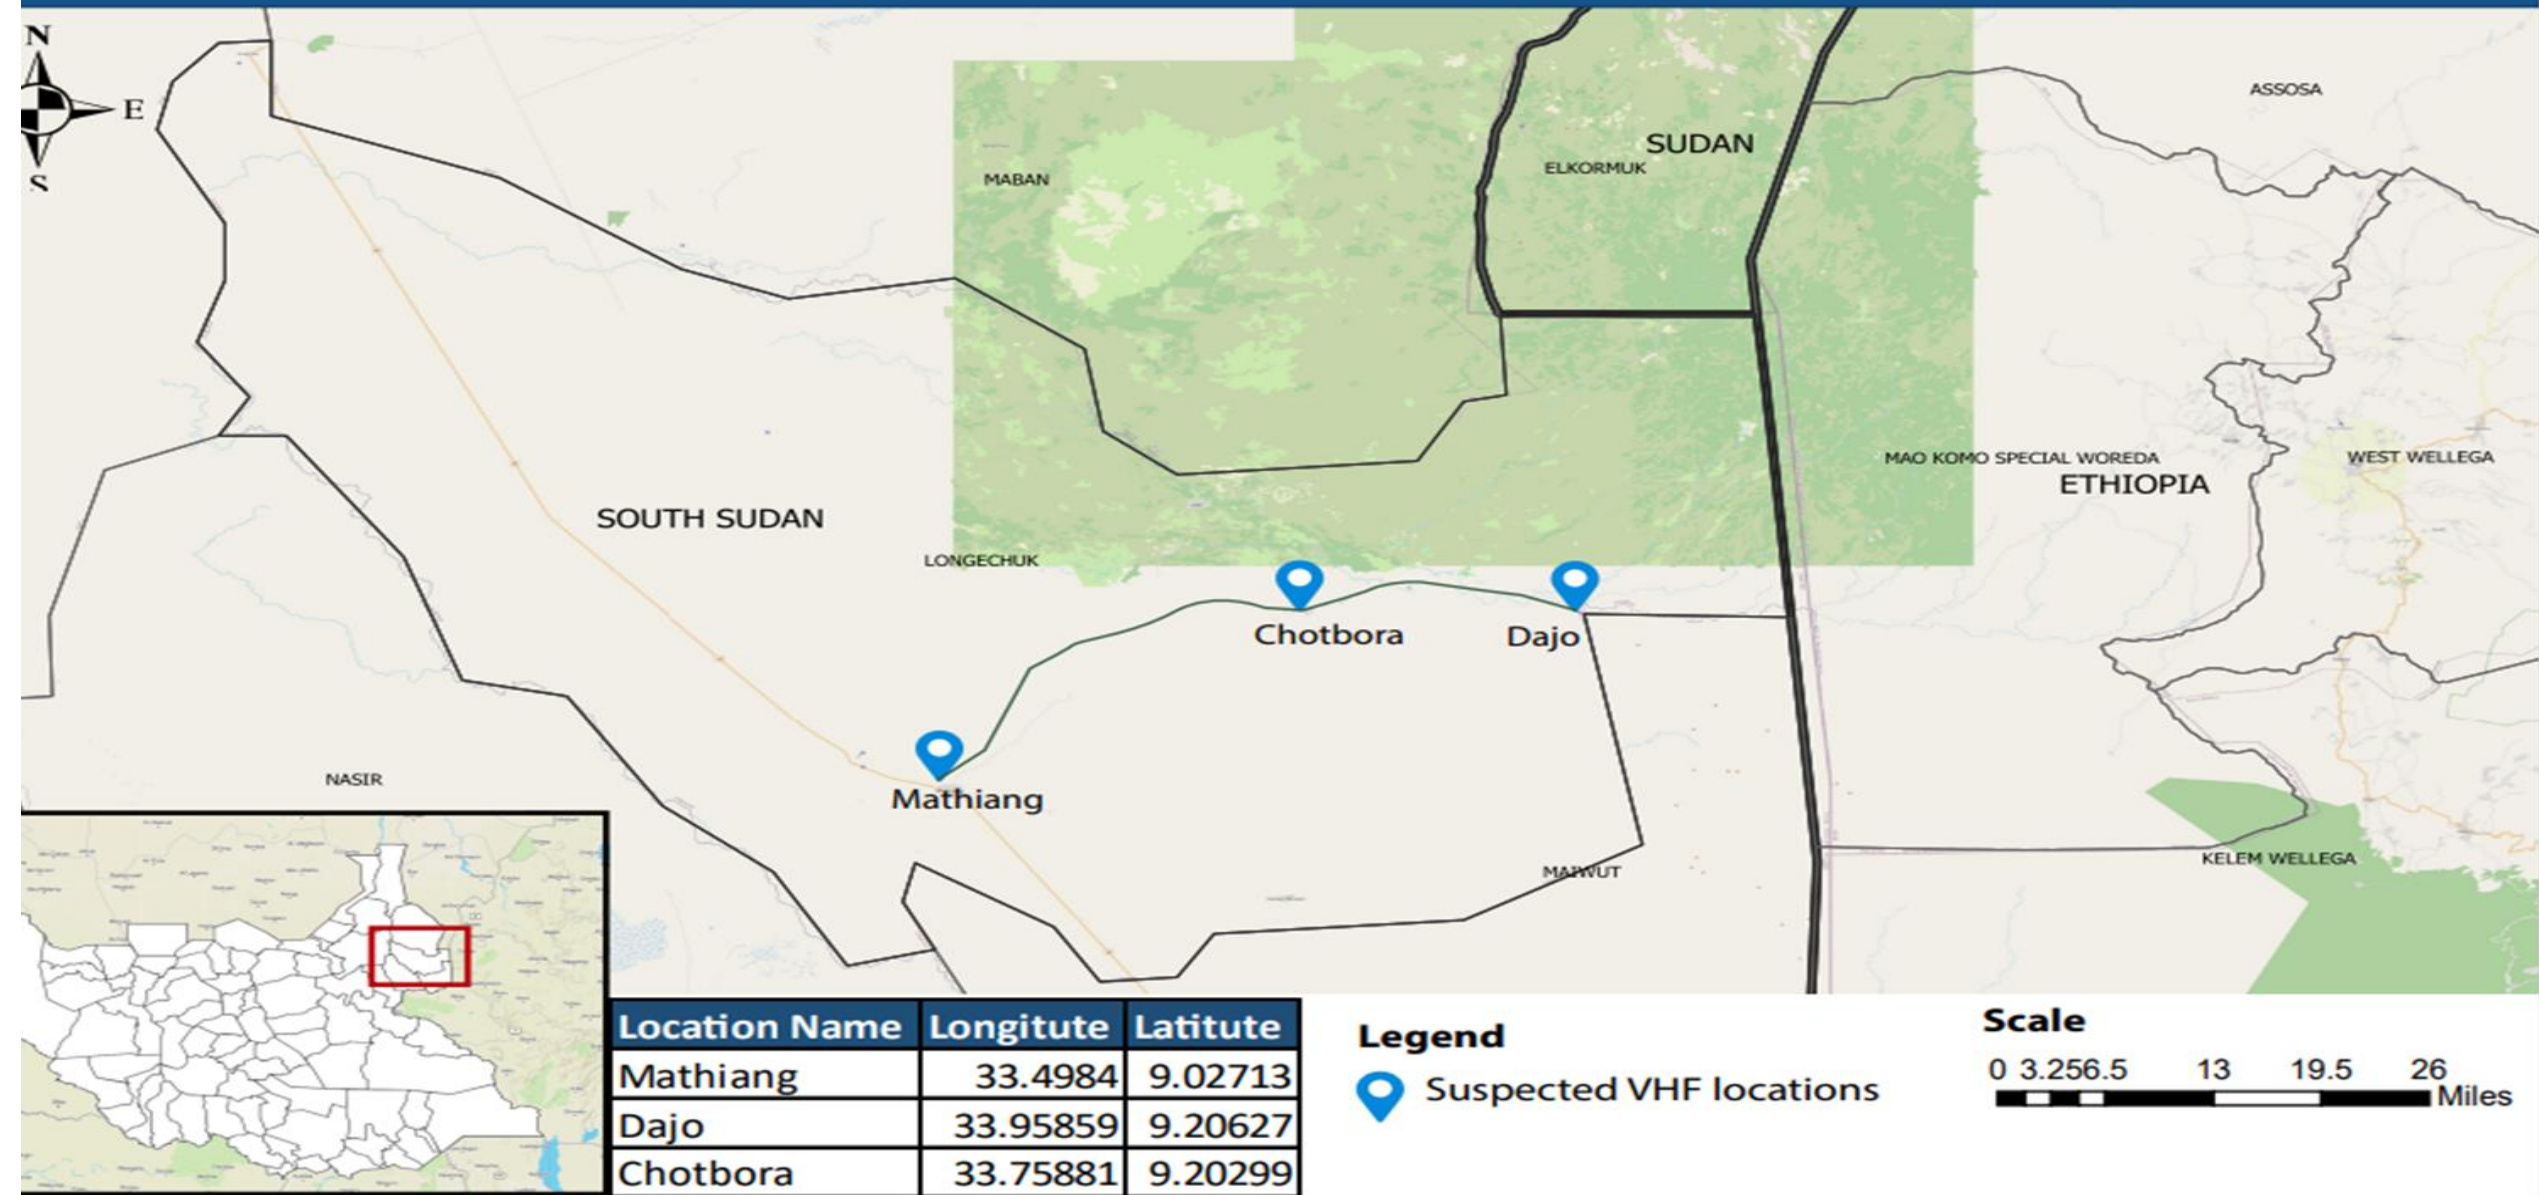 N
E
S
ASSOSA
SUDAN
ELKORMUK
MABAN
MAO KOMO SPECIAL WOREDA
WEST WELLEGA
ETHIOPIA
SOUTH SUDAN
LONGECHUK
Chotbora
Dajo
Mathiang
NASIR
MAIWUT
KELEM WELLEGA
Location Name Longitute Latitute
Mathiang 33.4984 9.02713
Dajo 33.95859 9.20627
Chotbora 33.75881 9.20299
Legend
Suspected VHF locations
Scale
0 3.256.5 13 19.5 26
Miles